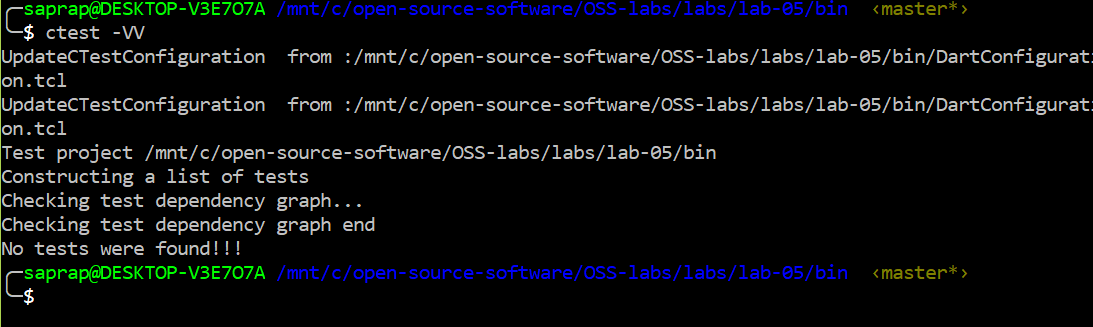 saprap@DESKTOP-V3E7O7A /mnt/c/open-source-software/OSS-labs/labs/lab-05/bin ‹master*›
$ ctest -VV
UpdateCTestConfiguration  from :/mnt/c/open-source-software/OSS-labs/labs/lab-05/bin/DartConfigurati
on.tcl
UpdateCTestConfiguration  from :/mnt/c/open-source-software/OSS-labs/labs/lab-05/bin/DartConfigurati
on.tcl
Test project /mnt/c/open-source-software/OSS-labs/labs/lab-05/bin
Constructing a list of tests
Checking test dependency graph...
Checking test dependency graph end
No tests were found!!!
saprap@DESKTOP-V3E7O7A /mnt/c/open-source-software/OSS-labs/labs/lab-05/bin ‹master*›
$